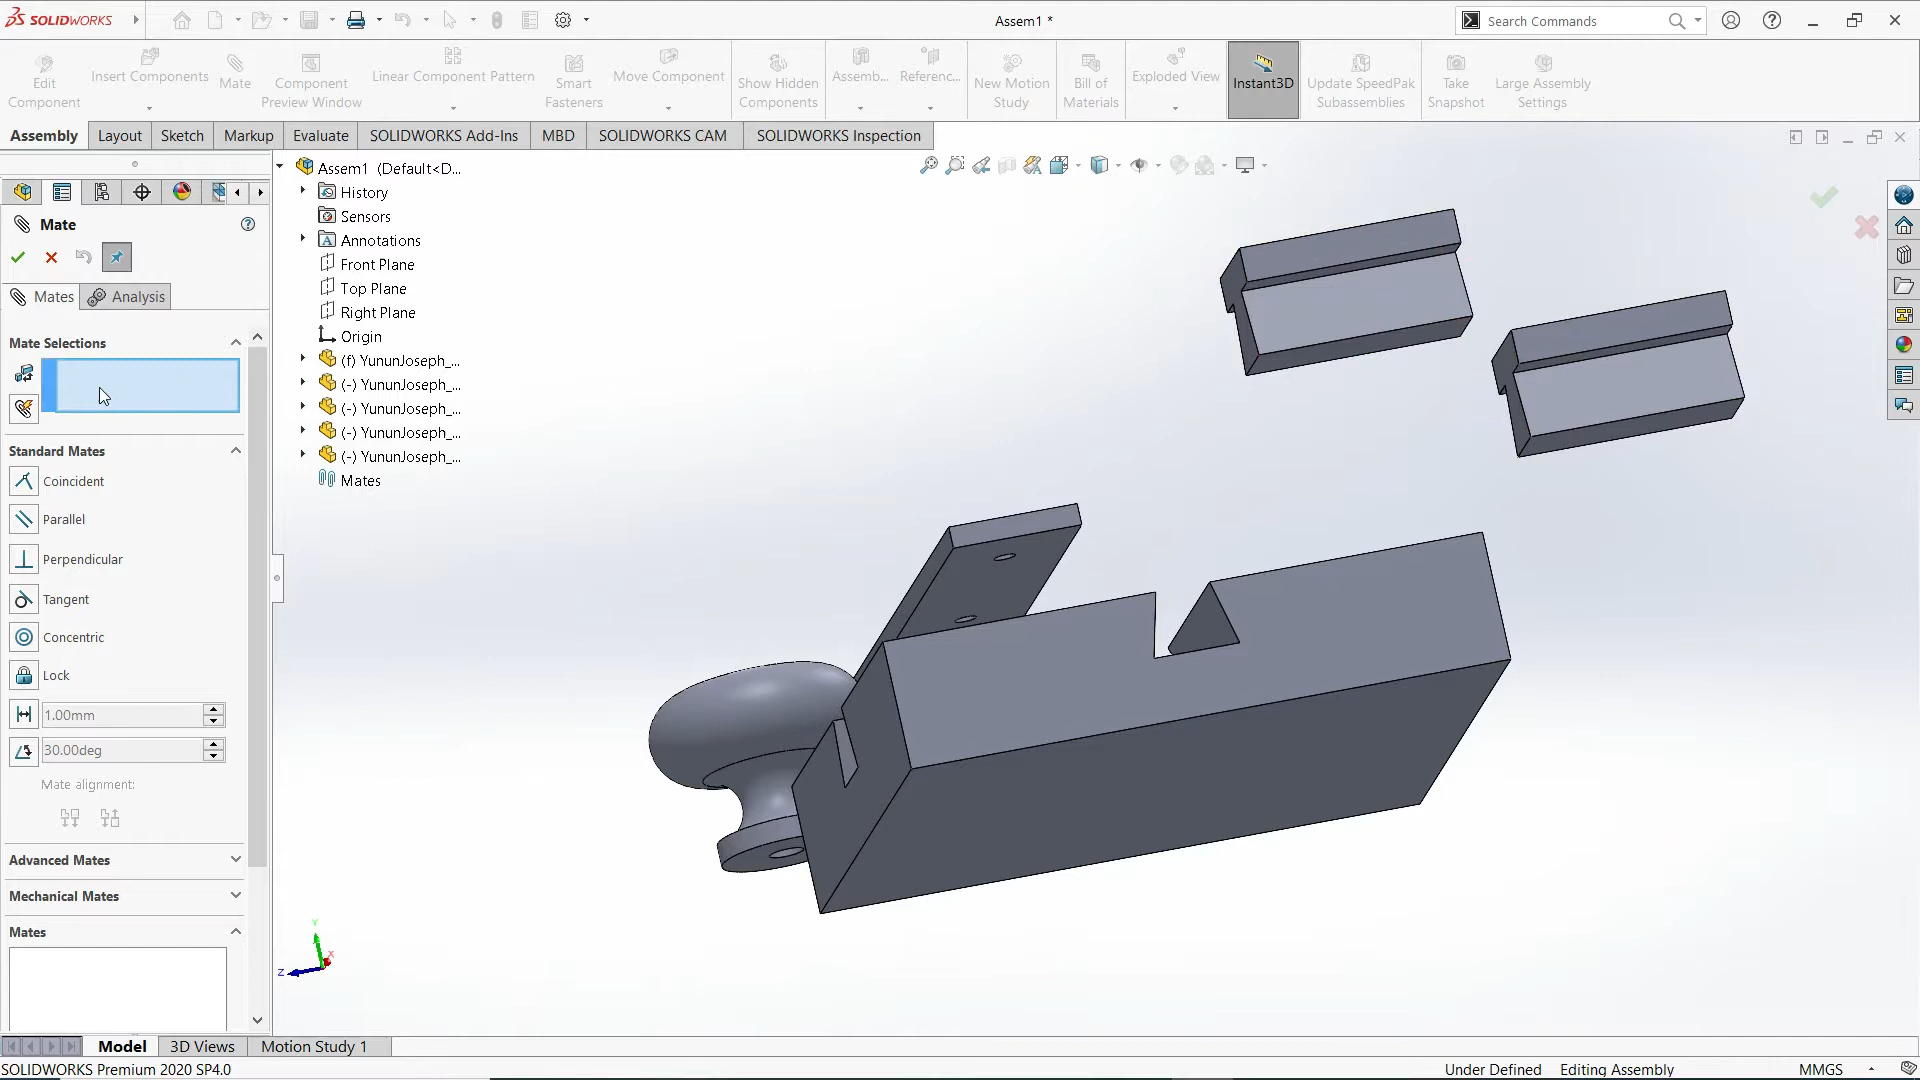 SOLIDWORKS
Assem1 *
Search Commands
Edit Component
Insert Components
Mate
Component Preview Window
Linear Component Pattern
Smart Fasteners
Move Component
Show Hidden Components
Assemb...
Referenc...
New Motion Study
Bill of Materials
Exploded View
Instant3D
Update SpeedPak Subassemblies
Take Snapshot
Large Assembly Settings
Assembly
Layout
Sketch
Markup
Evaluate
SOLIDWORKS Add-Ins
MBD
SOLIDWORKS CAM
SOLIDWORKS Inspection
Mate
Mates
Analysis
Mate Selections
Standard Mates
Coincident
Parallel
Perpendicular
Tangent
Concentric
Lock
1.00mm
30.00deg
Mate alignment:
Advanced Mates
Mechanical Mates
Mates
Assem1 (Default<D...
History
Sensors
Annotations
Front Plane
Top Plane
Right Plane
Origin
(f) YununJoseph_...
(-) YununJoseph_...
(-) YununJoseph_...
(-) YununJoseph_...
(-) YununJoseph_...
Mates
Y
X
Z
Model
3D Views
Motion Study 1
SOLIDWORKS Premium 2020 SP4.0
Under Defined
Editing Assembly
MMGS